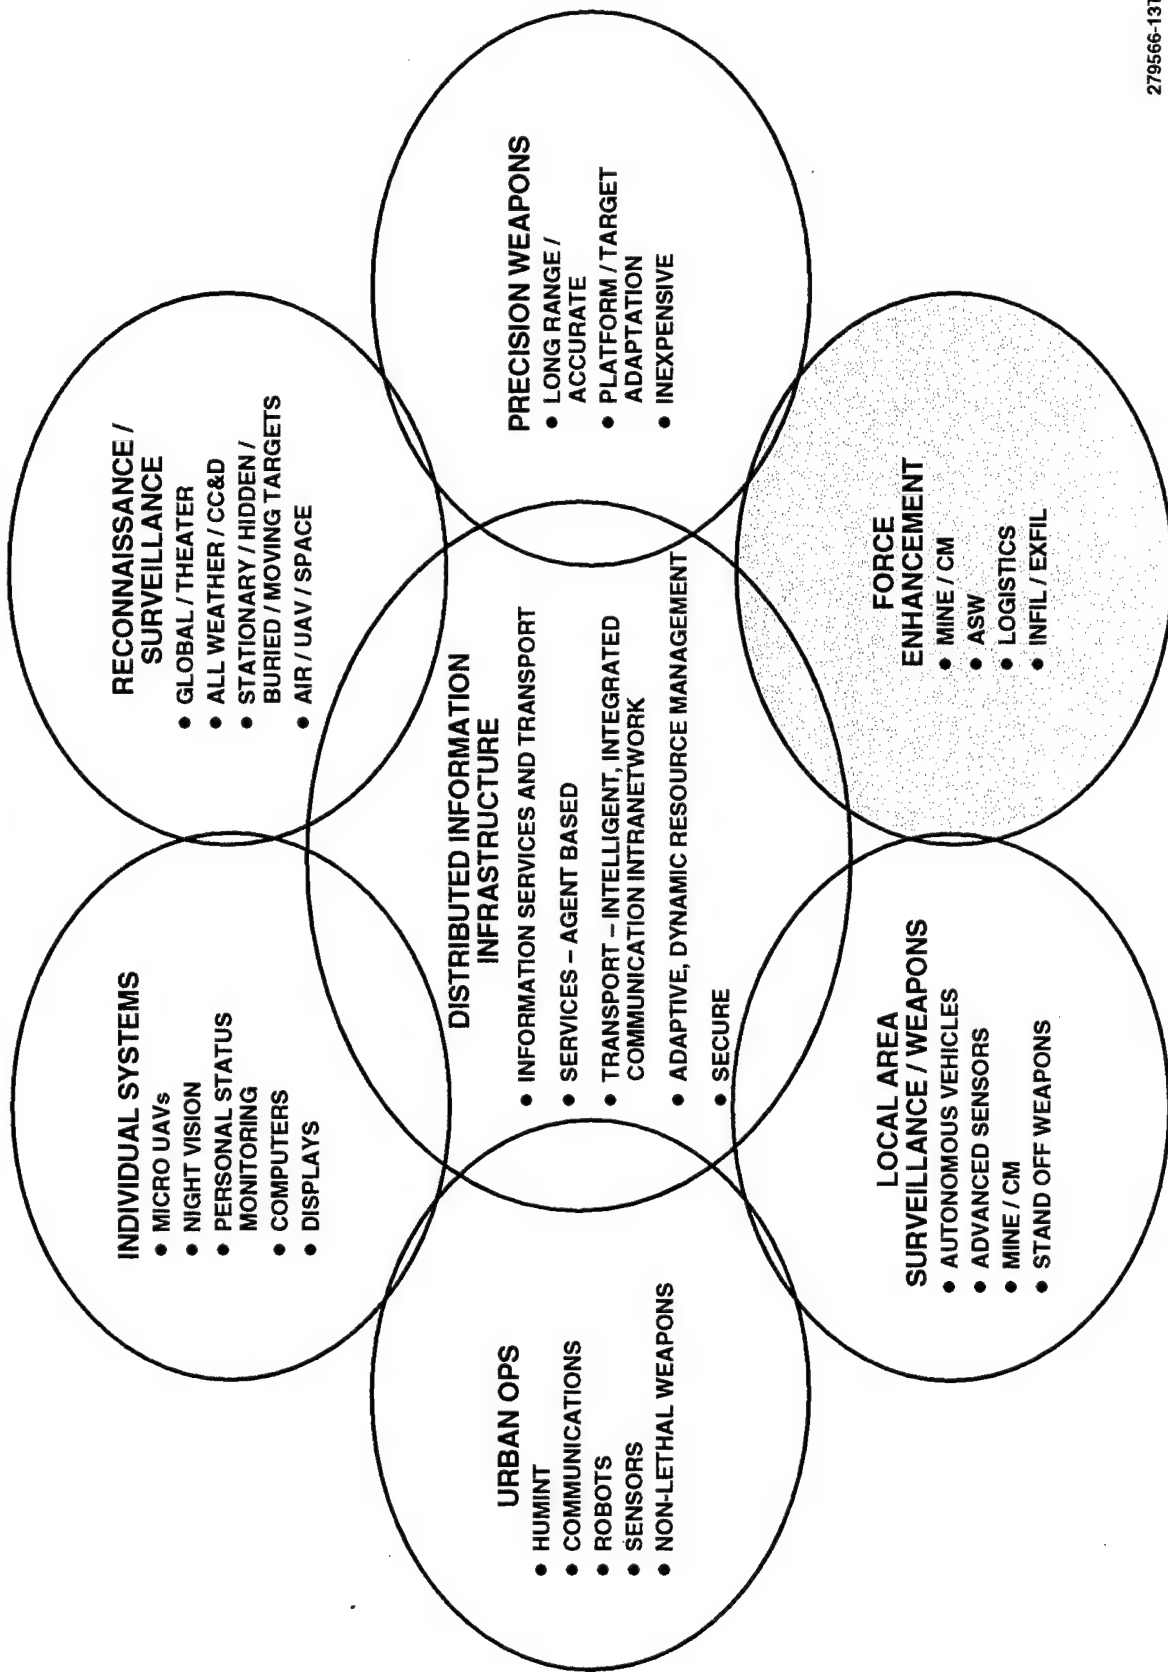 INDIVIDUAL SYSTEMS
● MICRO UAVs
● NIGHT VISION
● PERSONAL STATUS
MONITORING
● COMPUTERS
● DISPLAYS
RECONNAISSANCE /
SURVEILLANCE
● GLOBAL / THEATER
● ALL WEATHER / CC&D
● STATIONARY / HIDDEN /
BURIED / MOVING TARGETS
● AIR / UAV / SPACE
URBAN OPS
● HUMINT
● COMMUNICATIONS
● ROBOTS
● SENSORS
● NON-LETHAL WEAPONS
DISTRIBUTED INFORMATION
INFRASTRUCTURE
● INFORMATION SERVICES AND TRANSPORT
● SERVICES – AGENT BASED
● TRANSPORT – INTELLIGENT, INTEGRATED
COMMUNICATION INTRANETWORK
● ADAPTIVE, DYNAMIC RESOURCE MANAGEMENT
● SECURE
PRECISION WEAPONS
● LONG RANGE /
ACCURATE
● PLATFORM / TARGET
ADAPTATION
● INEXPENSIVE
LOCAL AREA
SURVEILLANCE / WEAPONS
● AUTONOMOUS VEHICLES
● ADVANCED SENSORS
● MINE / CM
● STAND OFF WEAPONS
FORCE
ENHANCEMENT
● MINE / CM
● ASW
● LOGISTICS
● INFIL / EXFIL